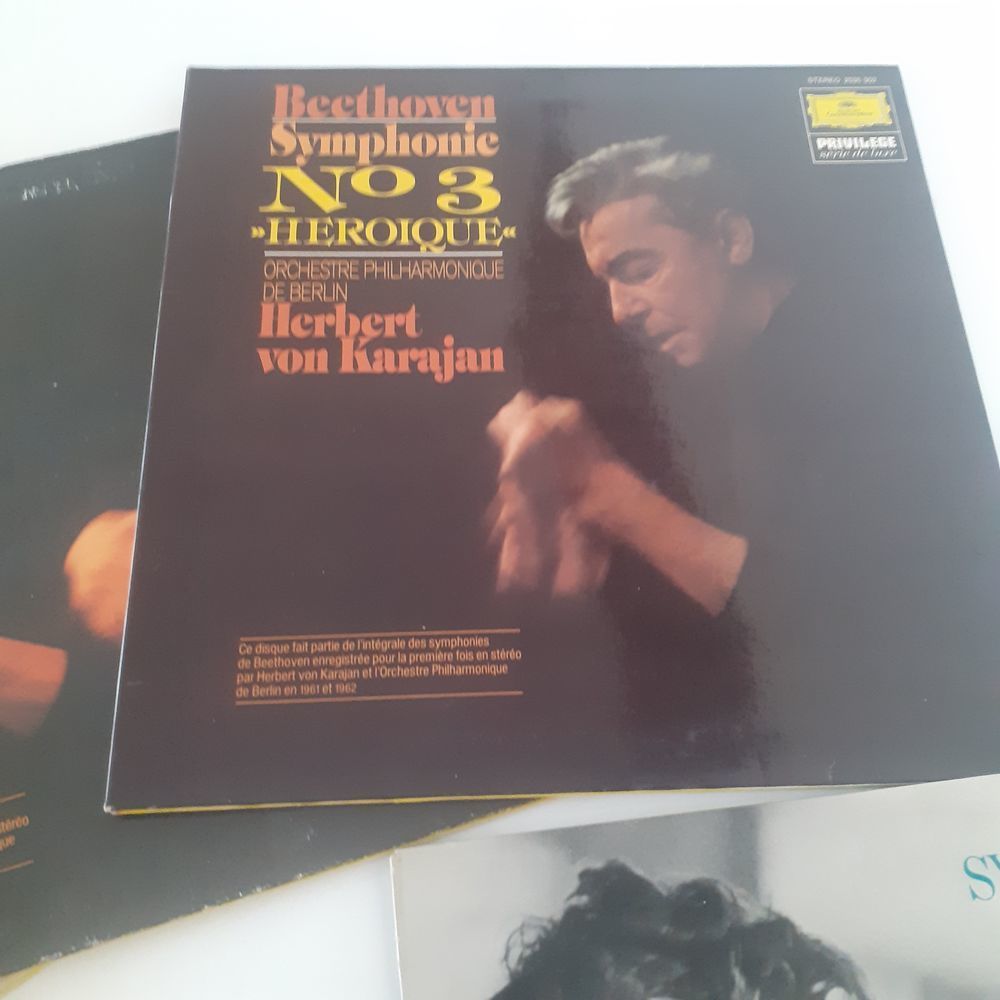 STEREO
PRIVILEGE
série de luxe
Beethoven
Symphonie
No 3
»HEROIQUE«
ORCHESTRE PHILHARMONIQUE
DE BERLIN
Herbert
von Karajan
Ce disque fait partie de l'intégrale des symphonies
de Beethoven enregistrée pour la première fois en stéréo
par Herbert von Karajan et l'Orchestre Philharmonique
de Berlin en 1961 et 1962